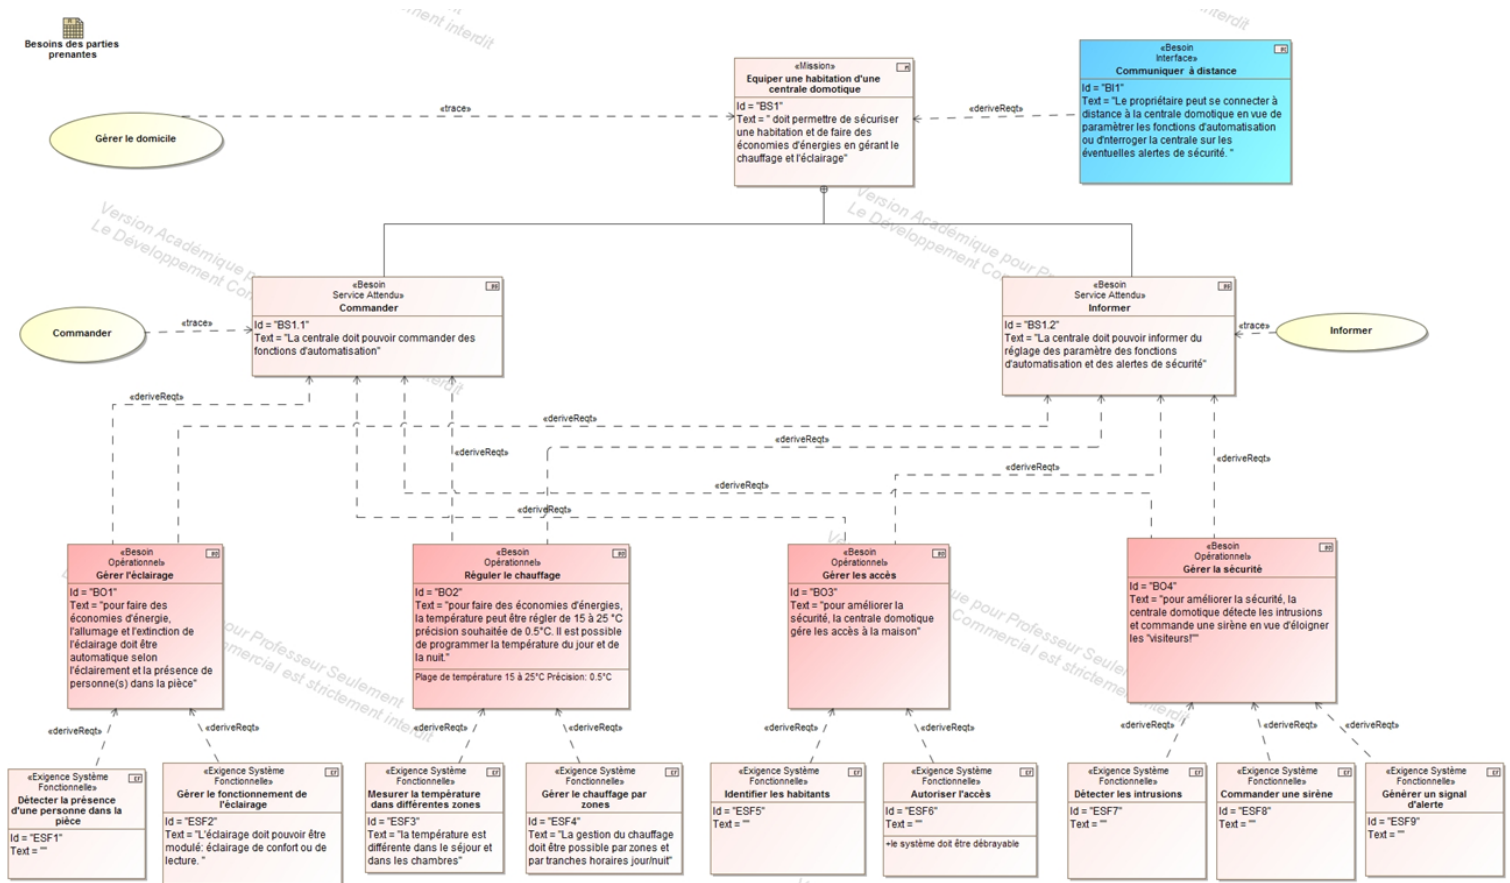 Besoins des parties
prenantes
«Mission»
Equiper une habitation d'une
centrale domotique
Id = "BS1"
Text = " doit permettre de sécuriser
une habitation et de faire des
économies d'énergies en gérant le
chauffage et l'éclairage"
«Besoin
Interface»
Communiquer à distance
Id = "BI1"
Text = "Le propriétaire peut se connecter à
distance à la centrale domotique en vue de
paramètrer les fonctions d'automatisation
ou d'nterroger la centrale sur les
éventuelles alertes de sécurité. "
«trace»
«deriveReqt»
Gérer le domicile
«Besoin
Service Attendu»
Commander
Id = "BS1.1"
Text = "La centrale doit pouvoir commander des
fonctions d'automatisation"
«Besoin
Service Attendu»
Informer
Id = "BS1.2"
Text = "La centrale doit pouvoir informer du
réglage des paramètre des fonctions
d'automatisation et des alertes de sécurité"
Commander
«trace»
«trace»
Informer
«deriveReqt»
«deriveReqt»
«deriveReqt»
«deriveReqt»
«deriveReqt»
«deriveReqt»
«deriveReqt»
«deriveReqt»
«Besoin
Opérationnel»
Gérer l'éclairage
Id = "BO1"
Text = "pour faire des
économies d'énergie,
l'allumage et l'extinction de
l'éclairage doit être
automatique selon
l'éclairement et la présence de
personne(s) dans la pièce"
«Besoin
Opérationnel»
Réguler le chauffage
Id = "BO2"
Text = "pour faire des économies d'énergies,
la température peut être régler de 15 à 25 °C
précision souhaitée de 0.5°C. Il est possible
de programmer la température du jour et de
la nuit."
Plage de température 15 à 25°C Précision: 0.5°C
«Besoin
Opérationnel»
Gérer les accès
Id = "BO3"
Text = "pour améliorer la
sécurité, la centrale domotique
gére les accès à la maison"
«Besoin
Opérationnel»
Gérer la sécurité
Id = "BO4"
Text = "pour améliorer la sécurité, la
centrale domotique détecte les intrusions
et commande une sirène en vue d'éloigner
les "visiteurs!""
«deriveReqt»
«deriveReqt»
«deriveReqt»
«deriveReqt»
«deriveReqt»
«deriveReqt»
«deriveReqt»
«deriveReqt»
«deriveReqt»
«Exigence Système
Fonctionnelle»
Détecter la présence
d'une personne dans la
pièce
Id = "ESF1"
Text = ""
«Exigence Système
Fonctionnelle»
Gérer le fonctionnement de
l'éclairage
Id = "ESF2"
Text = "L'éclairage doit pouvoir être
modulé: éclairage de confort ou de
lecture. "
«Exigence Système
Fonctionnelle»
Mesurer la température
dans différentes zones
Id = "ESF3"
Text = "la température est
différente dans le séjour et
dans les chambres"
«Exigence Système
Fonctionnelle»
Gérer le chauffage par
zones
Id = "ESF4"
Text = "La gestion du chauffage
doit être possible par zones et
par tranches horaires jour/nuit"
«Exigence Système
Fonctionnelle»
Identifier les habitants
Id = "ESF5"
Text = ""
«Exigence Système
Fonctionnelle»
Autoriser l'accès
Id = "ESF6"
Text = ""
+le système doit être débrayable
«Exigence Système
Fonctionnelle»
Détecter les intrusions
Id = "ESF7"
Text = ""
«Exigence Système
Fonctionnelle»
Commander une sirène
Id = "ESF8"
Text = ""
«Exigence Système
Fonctionnelle»
Générer un signal
d'alerte
Id = "ESF9"
Text = ""